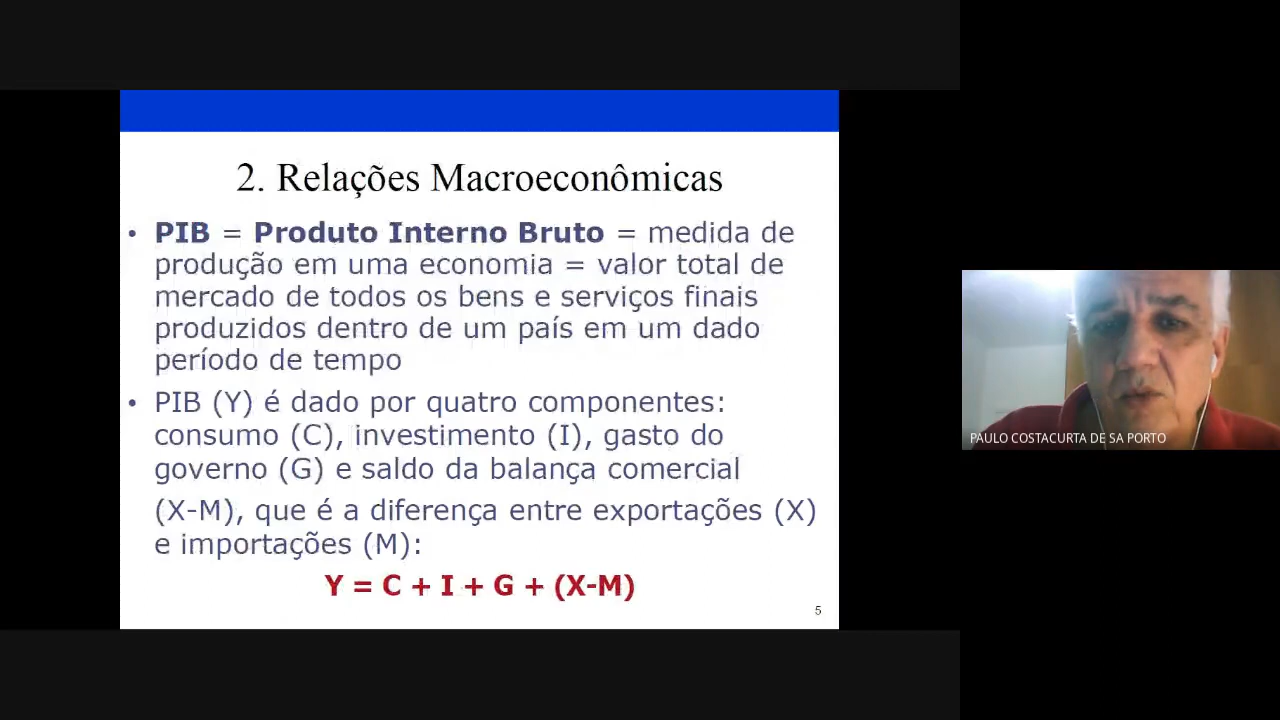 2. Relações Macroeconômicas
• PIB = Produto Interno Bruto = medida de
produção em uma economia = valor total de
mercado de todos os bens e serviços finais
produzidos dentro de um país em um dado
período de tempo
• PIB (Y) é dado por quatro componentes:
consumo (C), investimento (I), gasto do
governo (G) e saldo da balança comercial
(X-M), que é a diferença entre exportações (X)
e importações (M):
Y = C + I + G + (X-M)
5
PAULO COSTACURTA DE SA PORTO